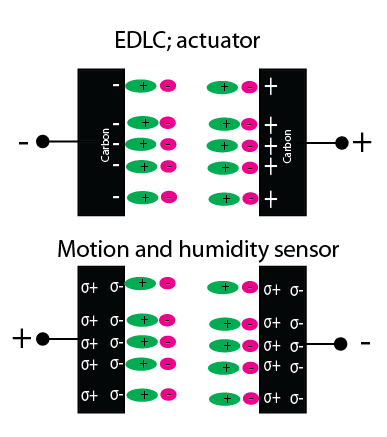 EDLC; actuator
- + - + - +
- + - + - +
- Carbon - + - + - + Carbon +
- + - + - +
- + - + - +
Motion and humidity sensor
σ+ σ- + - + - σ+ σ-
σ+ σ- + - + - σ+ σ-
+ σ+ σ- + - + - σ+ σ- -
σ+ σ- + - + - σ+ σ-
σ+ σ- + - + - σ+ σ-